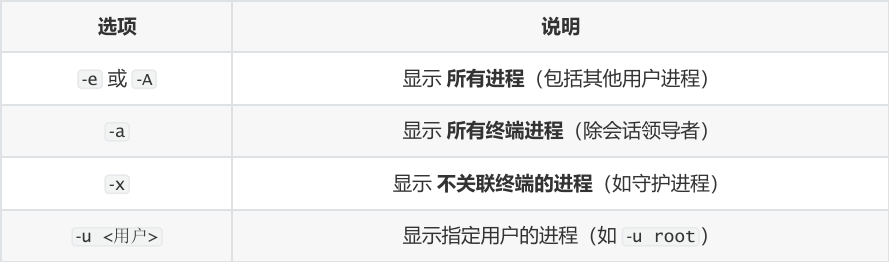 选项 说明
-e 或 -A 显示 所有进程（包括其他用户进程）
-a 显示 所有终端进程（除会话领导者）
-x 显示 不关联终端的进程（如守护进程）
-u <用户> 显示指定用户的进程（如 -u root）